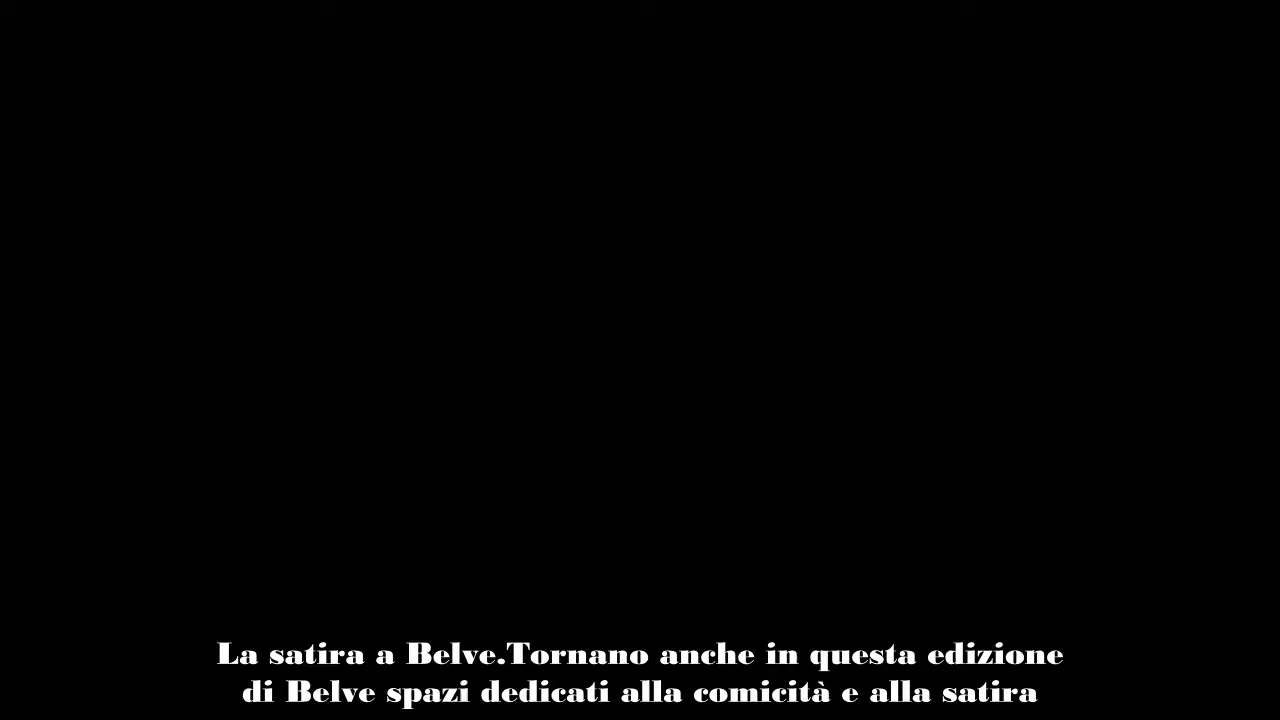 La satira a Belve.Tornano anche in questa edizione
di Belve spazi dedicati alla comicità e alla satira